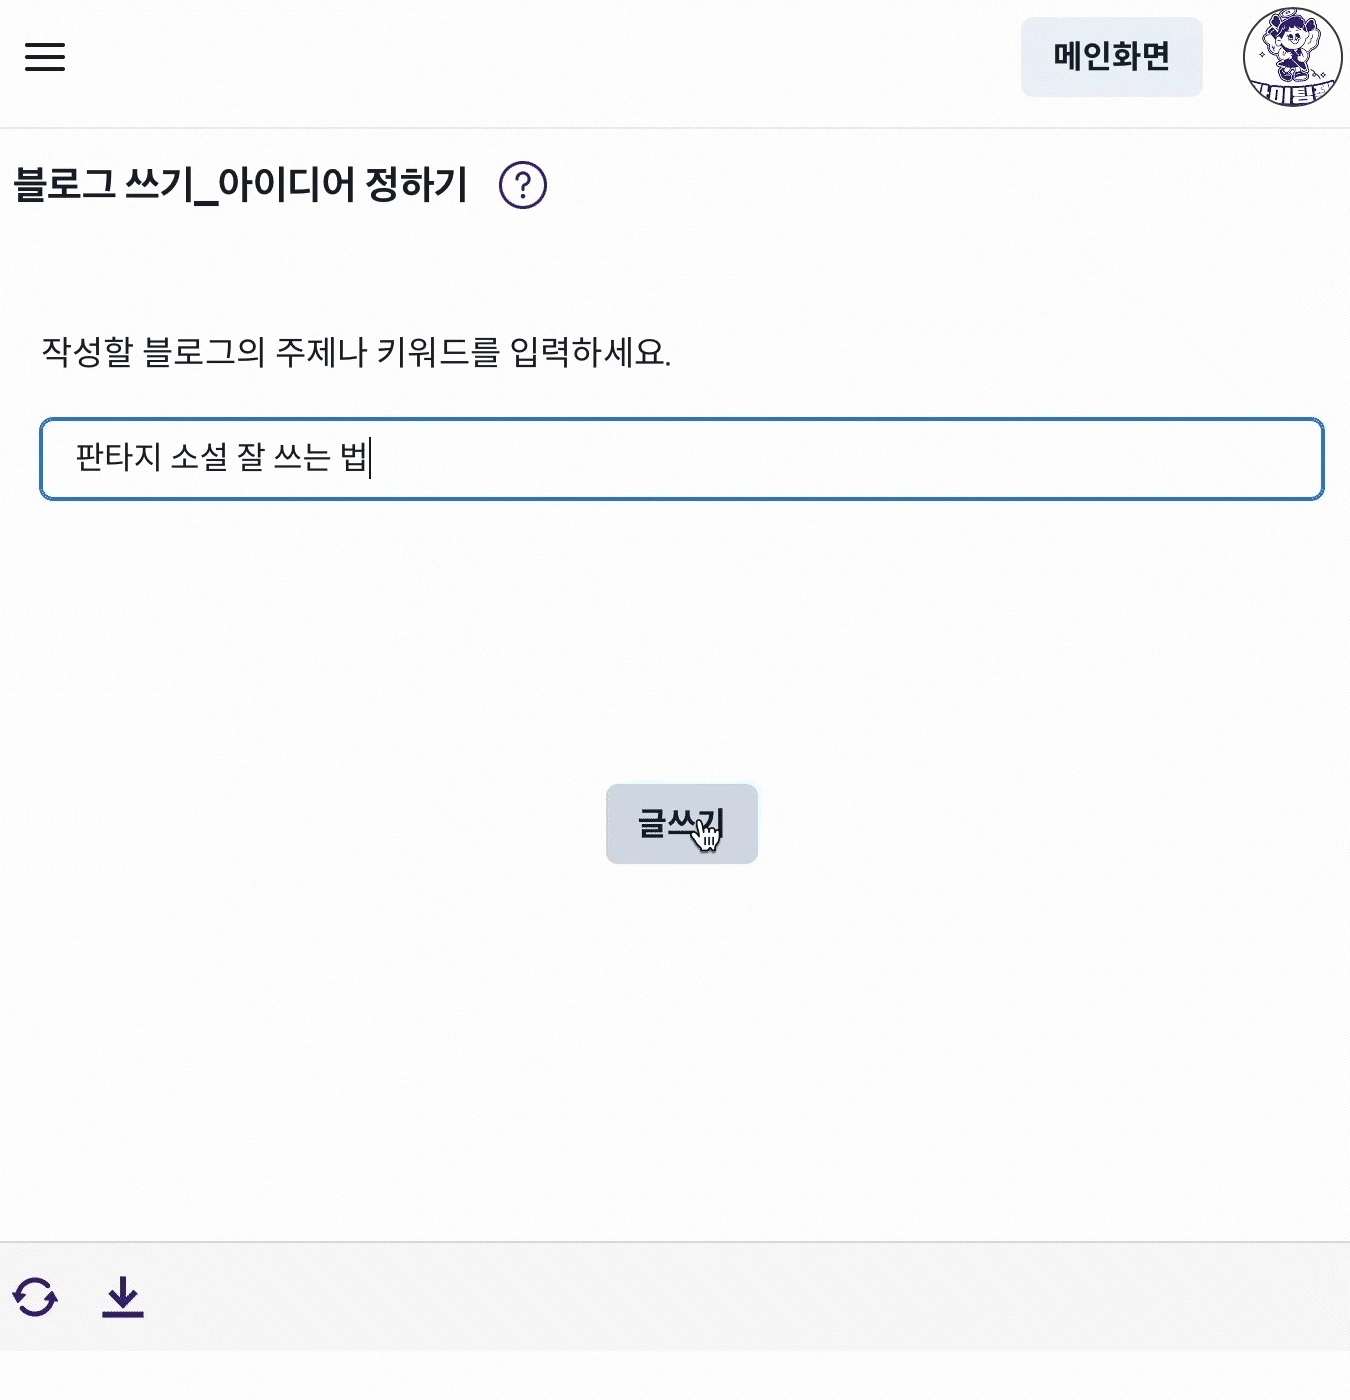 메인화면
블로그 쓰기_아이디어 정하기
?
작성할 블로그의 주제나 키워드를 입력하세요.
판타지 소설 잘 쓰는 법
글쓰기